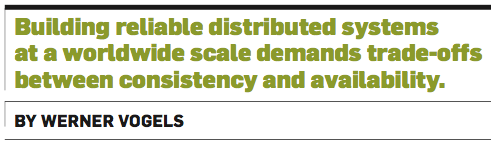 Building reliable distributed systems
at a worldwide scale demands trade-offs
between consistency and availability.
BY WERNER VOGELS